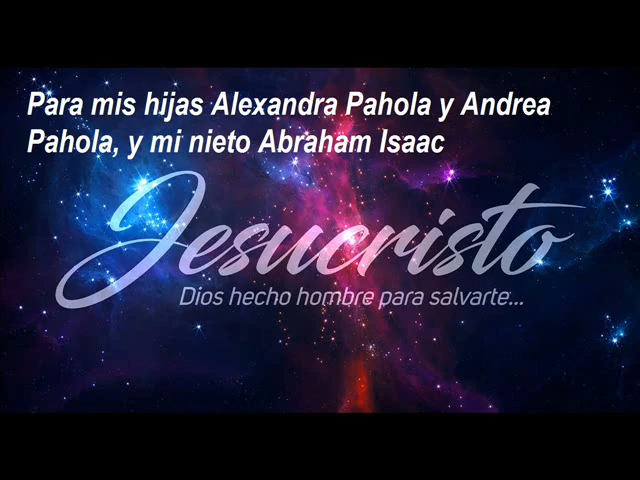 Para mis hijas Alexandra Pahola y Andrea
Pahola, y mi nieto Abraham Isaac
Jesucristo
Dios hecho hombre para salvarte...